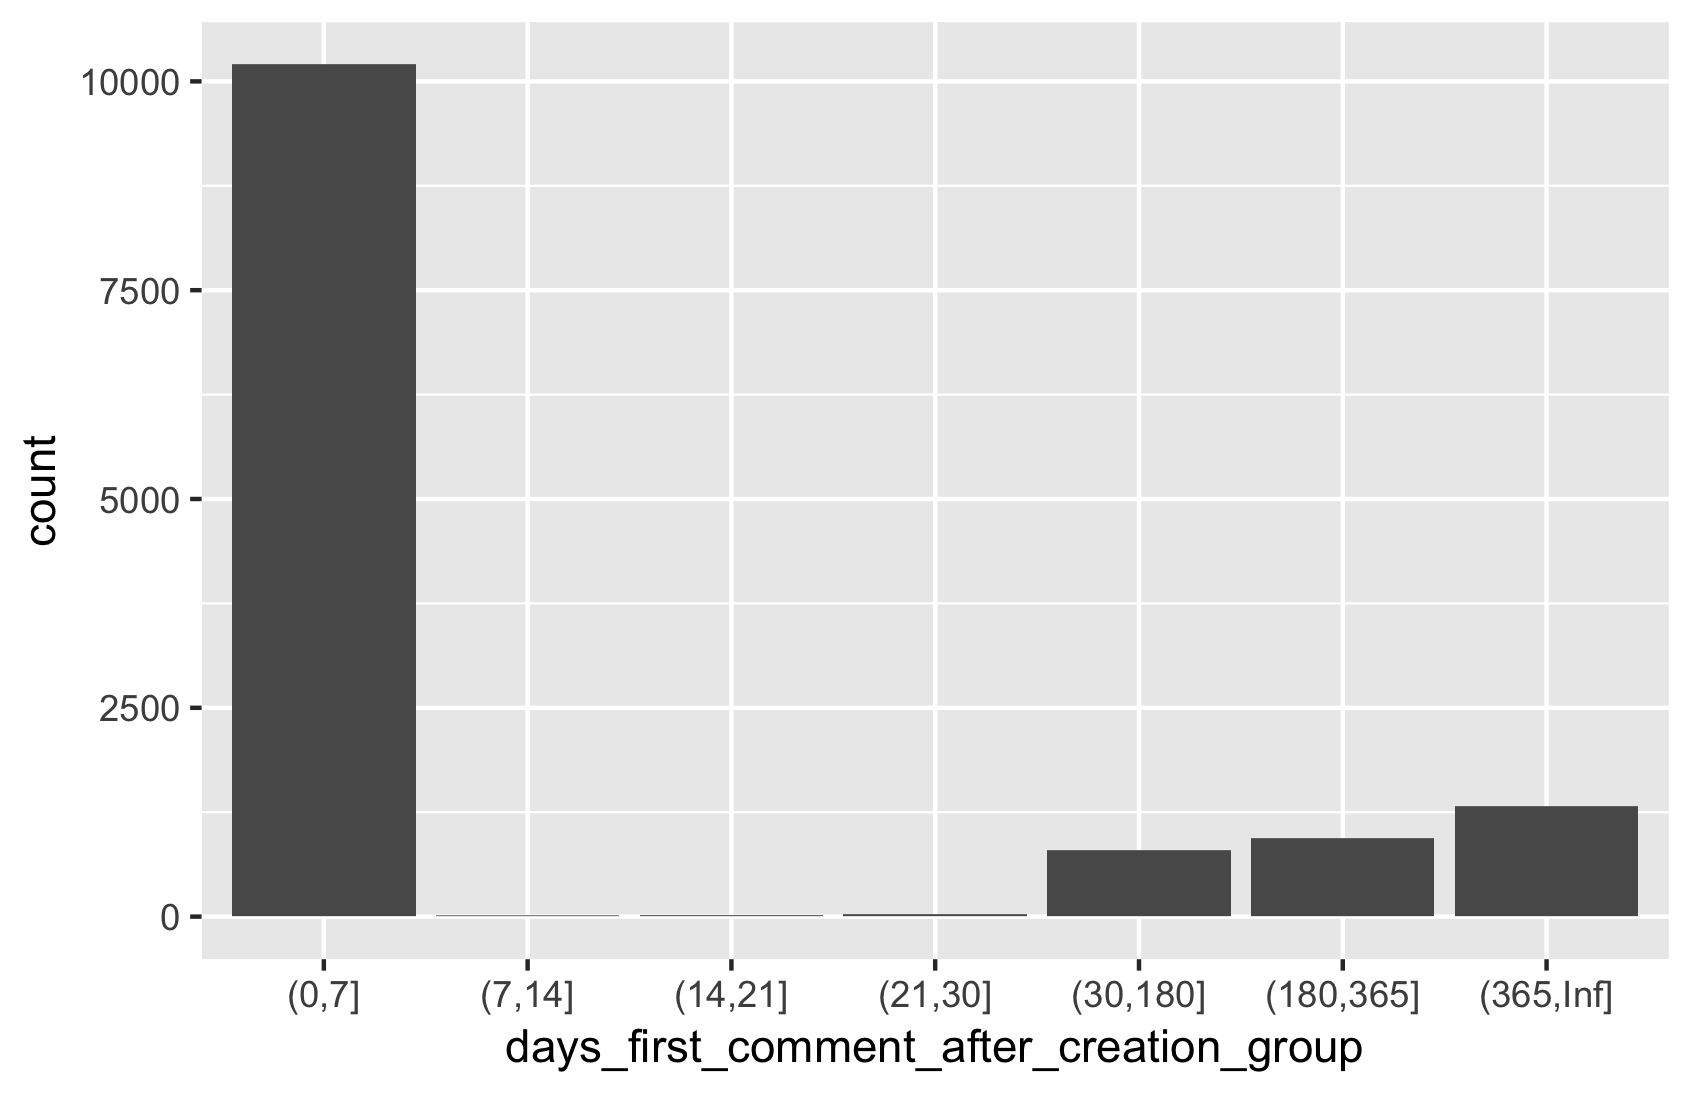 count
10000
7500
5000
2500
0
(0,7] (7,14] (14,21] (21,30] (30,180] (180,365] (365,Inf]
days_first_comment_after_creation_group